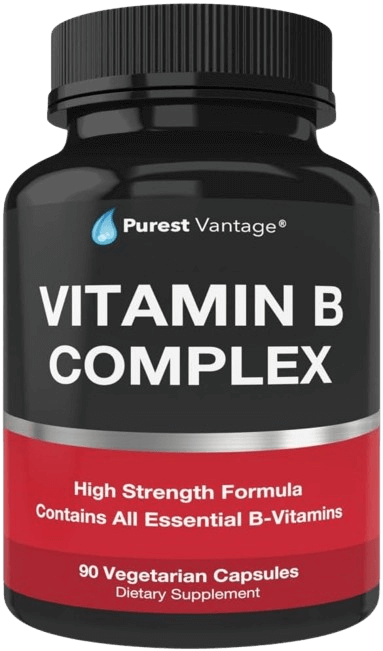 Purest Vantage®
VITAMIN B
COMPLEX
High Strength Formula
Contains All Essential B-Vitamins
90 Vegetarian Capsules
Dietary Supplement